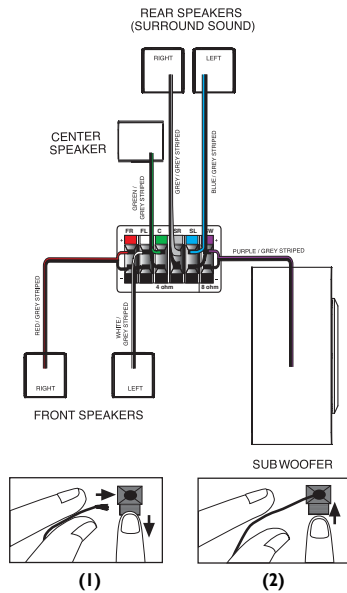 REAR SPEAKERS
(SURROUND SOUND)
RIGHT
LEFT
CENTER
SPEAKER
GREEN /
GREY STRIPED
GREY / GREY STRIPED
BLUE / GREY STRIPED
FR FL C SR SL SW
+ +
PURPLE / GREY STRIPED
– –
4 ohm 8 ohm
RED/ GREY STRIPED
WHITE /
GREY STRIPED
RIGHT
LEFT
FRONT SPEAKERS
SUBWOOFER
(1)
(2)